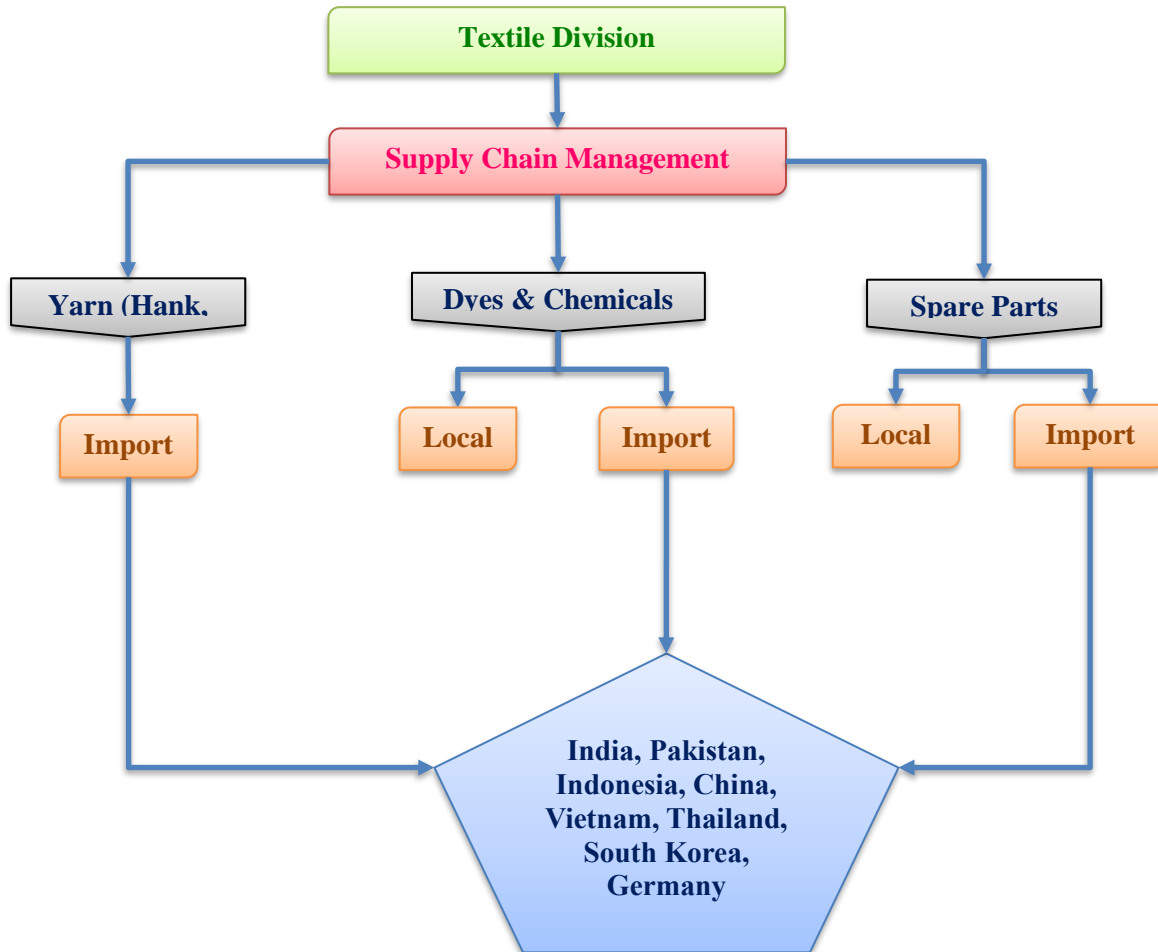 Textile Division
Supply Chain Management
Yarn (Hank,
Dyes & Chemicals
Spare Parts
Import
Local
Import
Local
Import
India, Pakistan,
Indonesia, China,
Vietnam, Thailand,
South Korea,
Germany